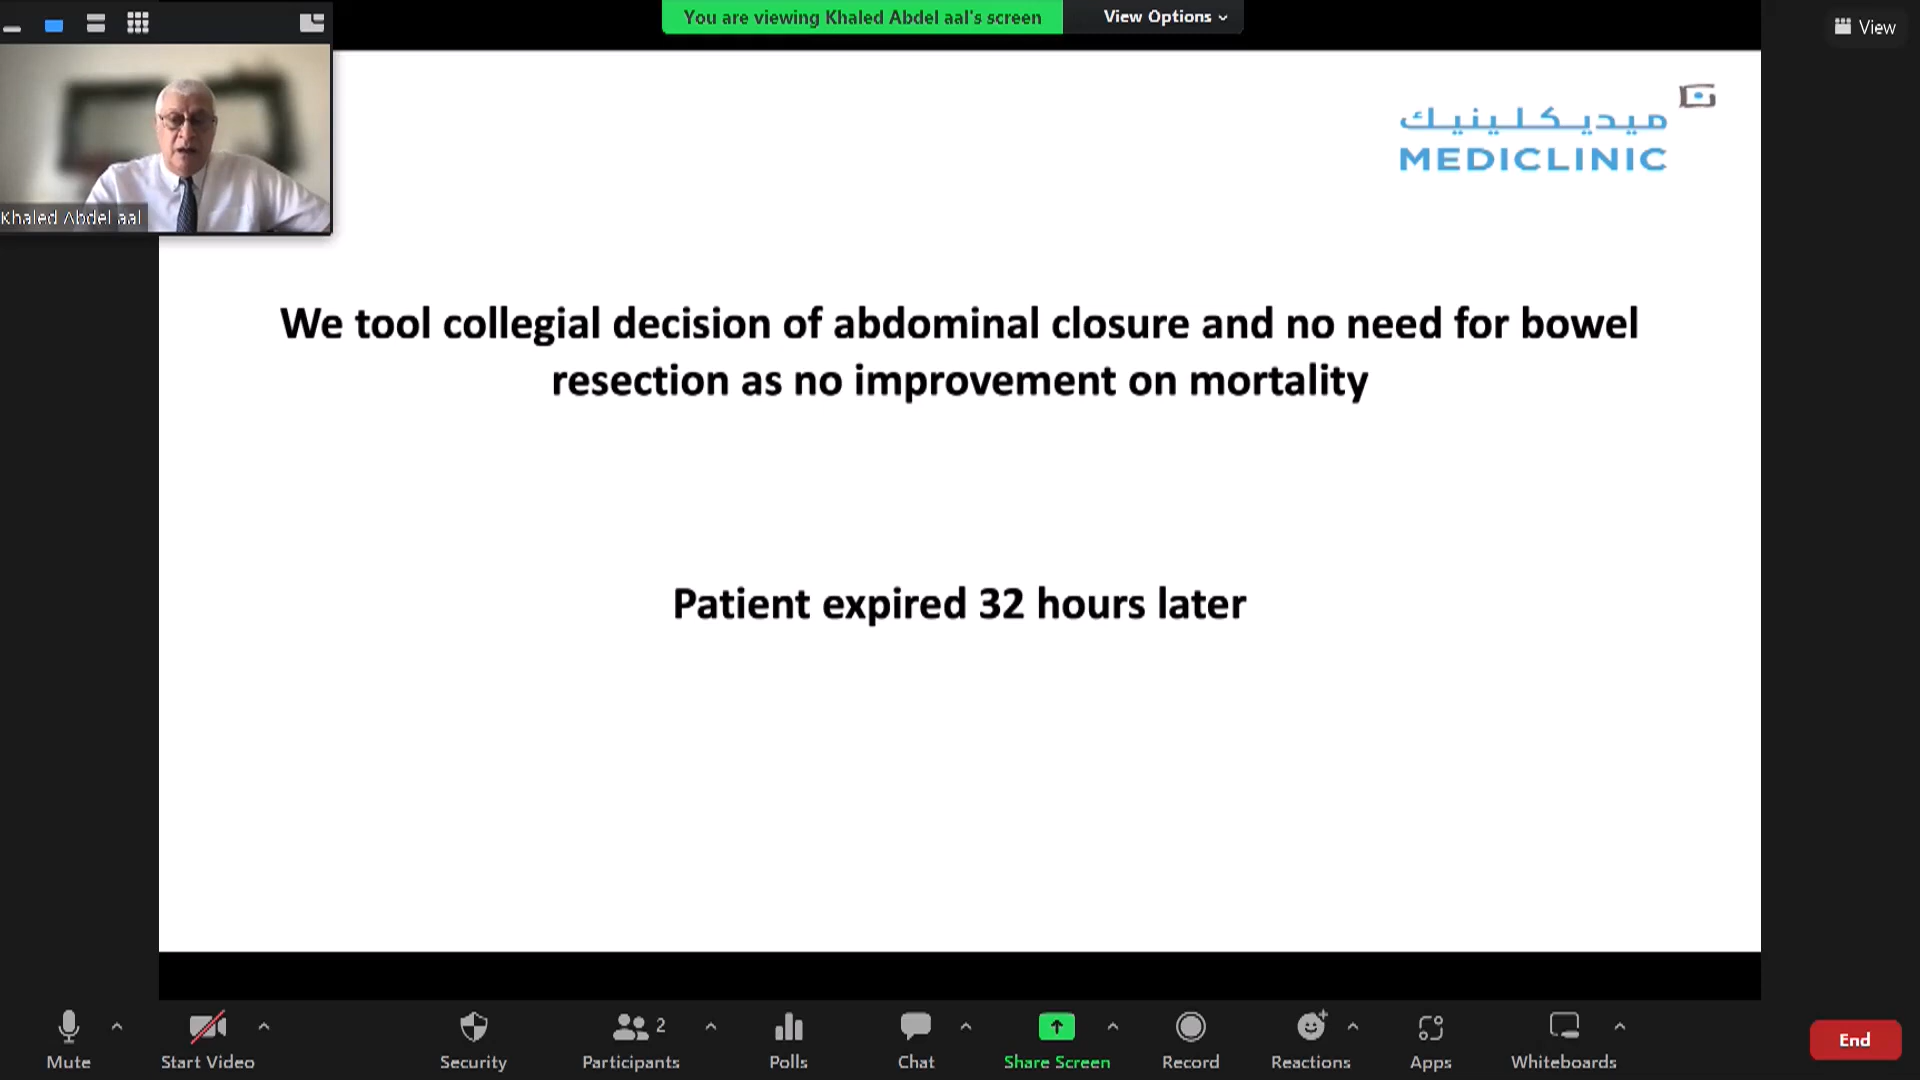 You are viewing Khaled Abdel aal's screen
View Options
View
Khaled Abdel aal
ميديكلينيك
MEDICLINIC
We tool collegial decision of abdominal closure and no need for bowel
resection as no improvement on mortality
Patient expired 32 hours later
Mute
Start Video
Security
2
Participants
Polls
Chat
Share Screen
Record
Reactions
Apps
Whiteboards
End